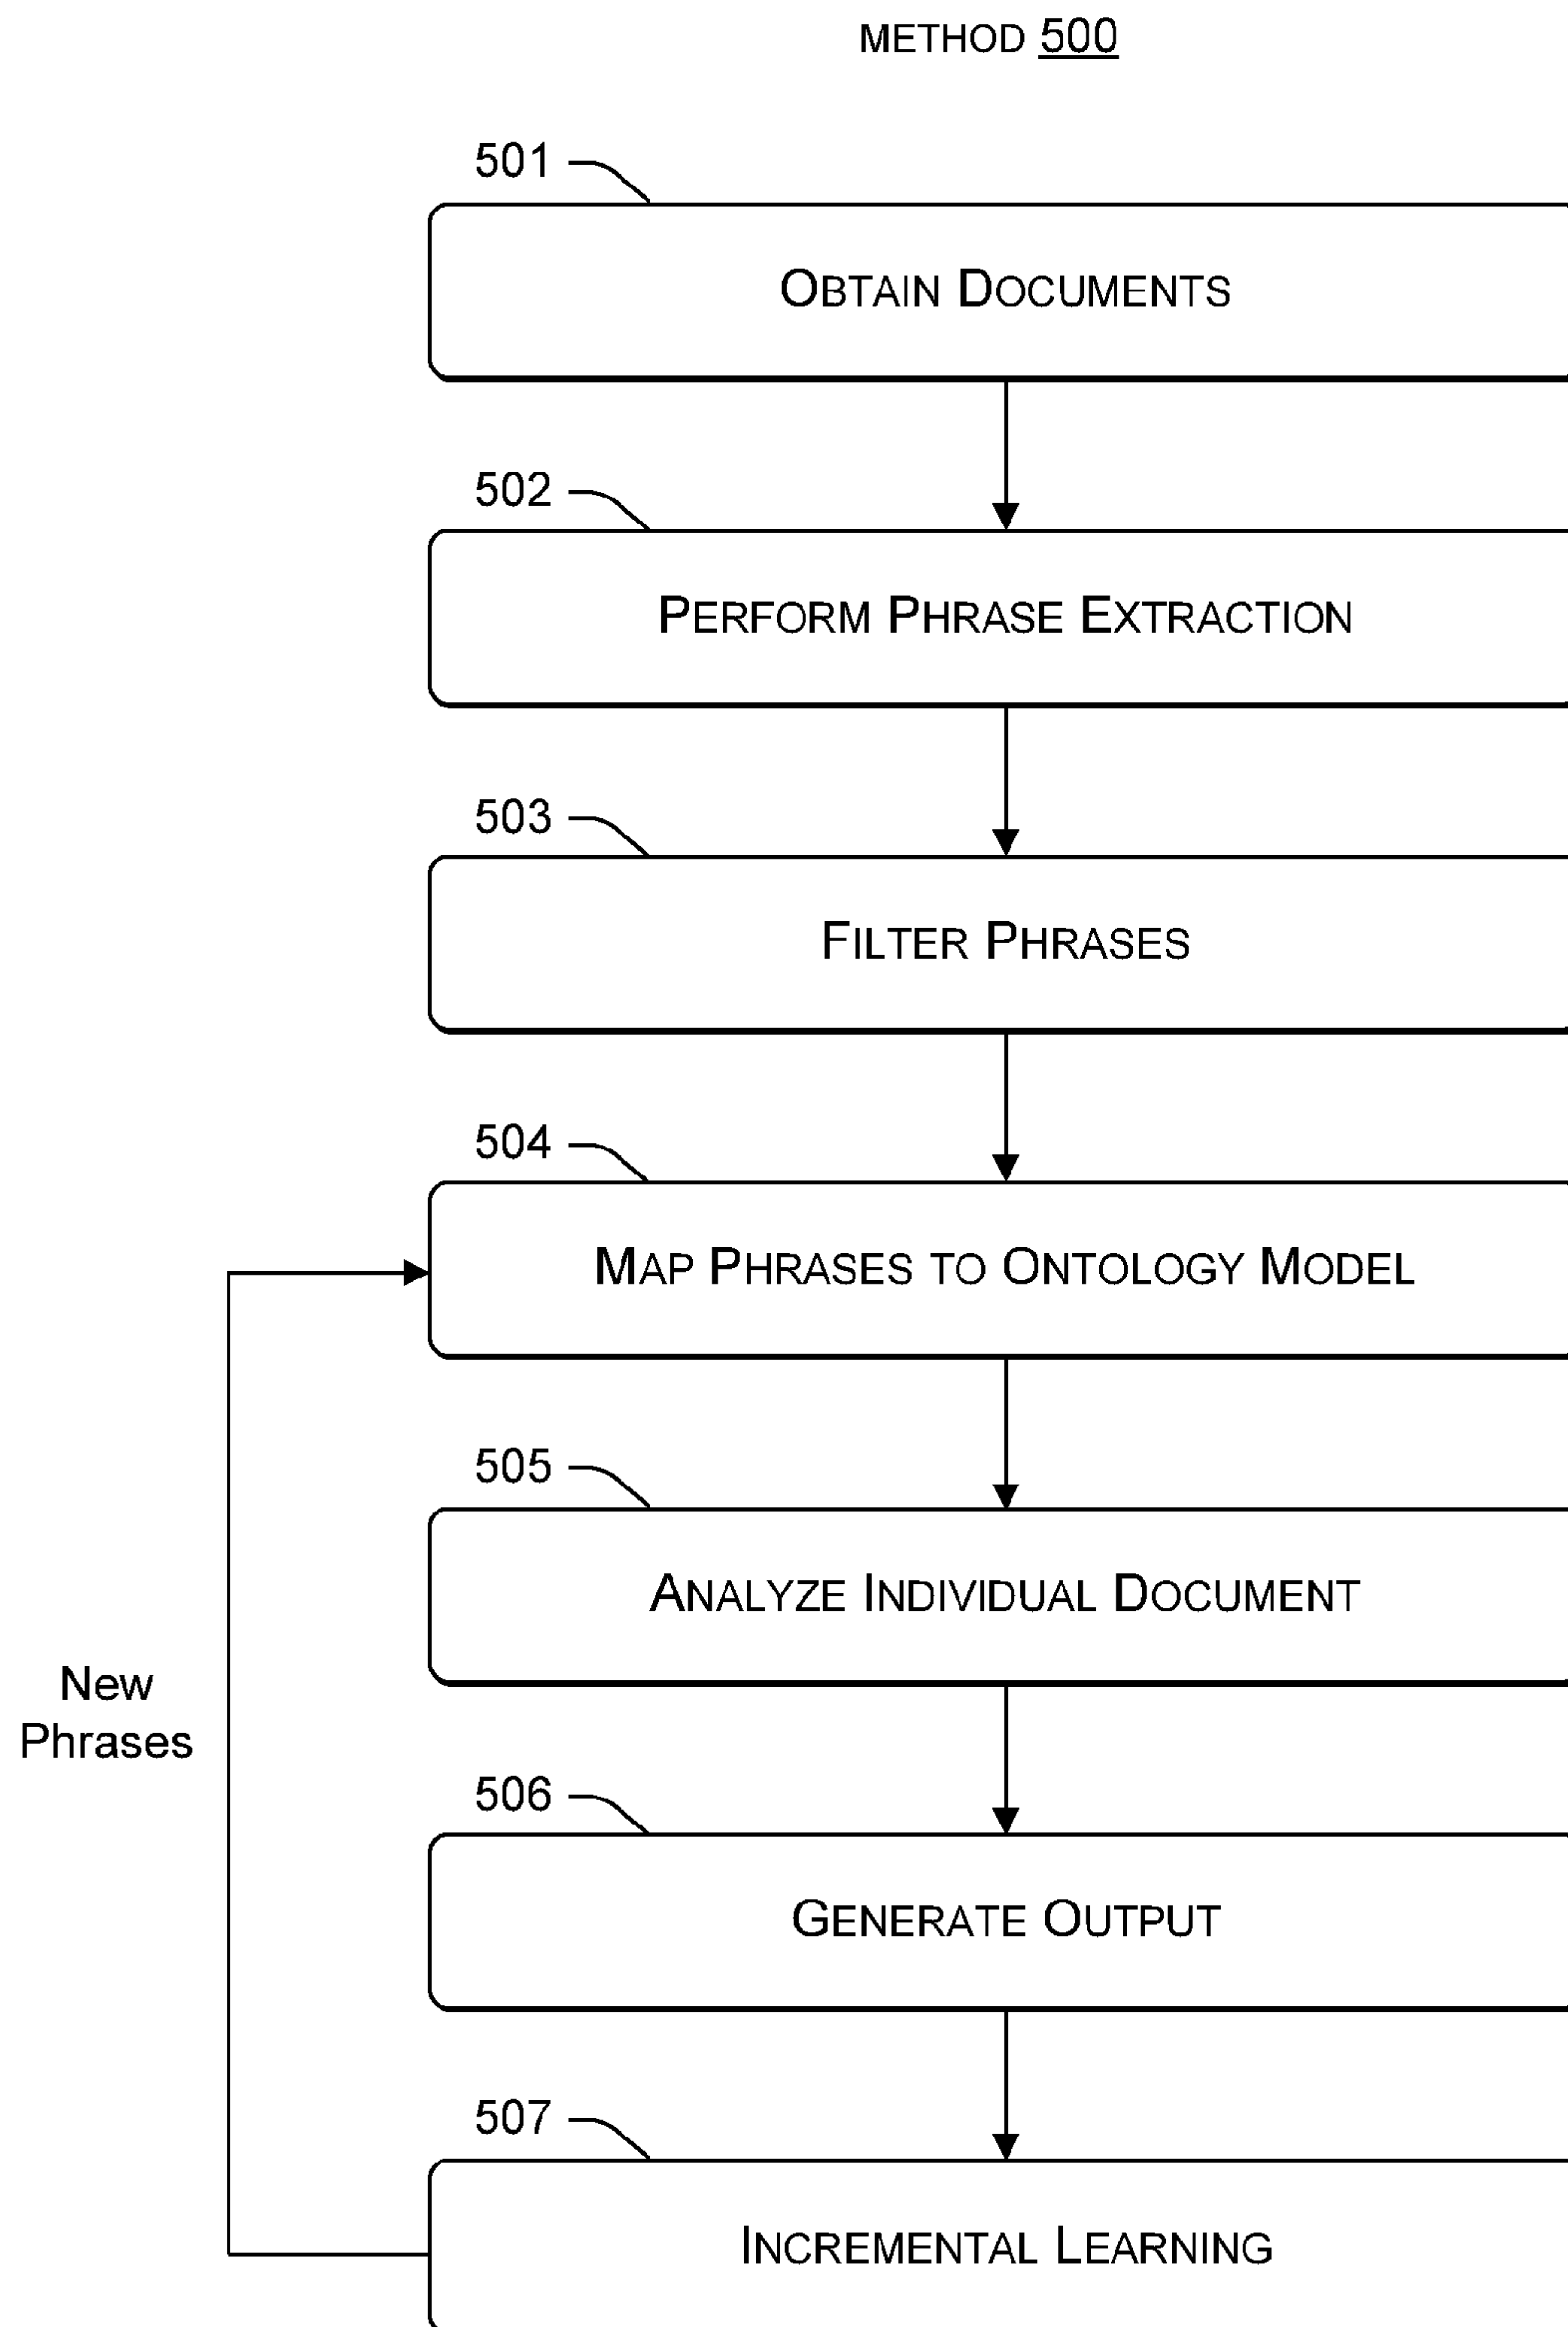 METHOD 500
501
OBTAIN DOCUMENTS
502
PERFORM PHRASE EXTRACTION
503
FILTER PHRASES
504
MAP PHRASES TO ONTOLOGY MODEL
505
ANALYZE INDIVIDUAL DOCUMENT
New
Phrases
506
GENERATE OUTPUT
507
INCREMENTAL LEARNING